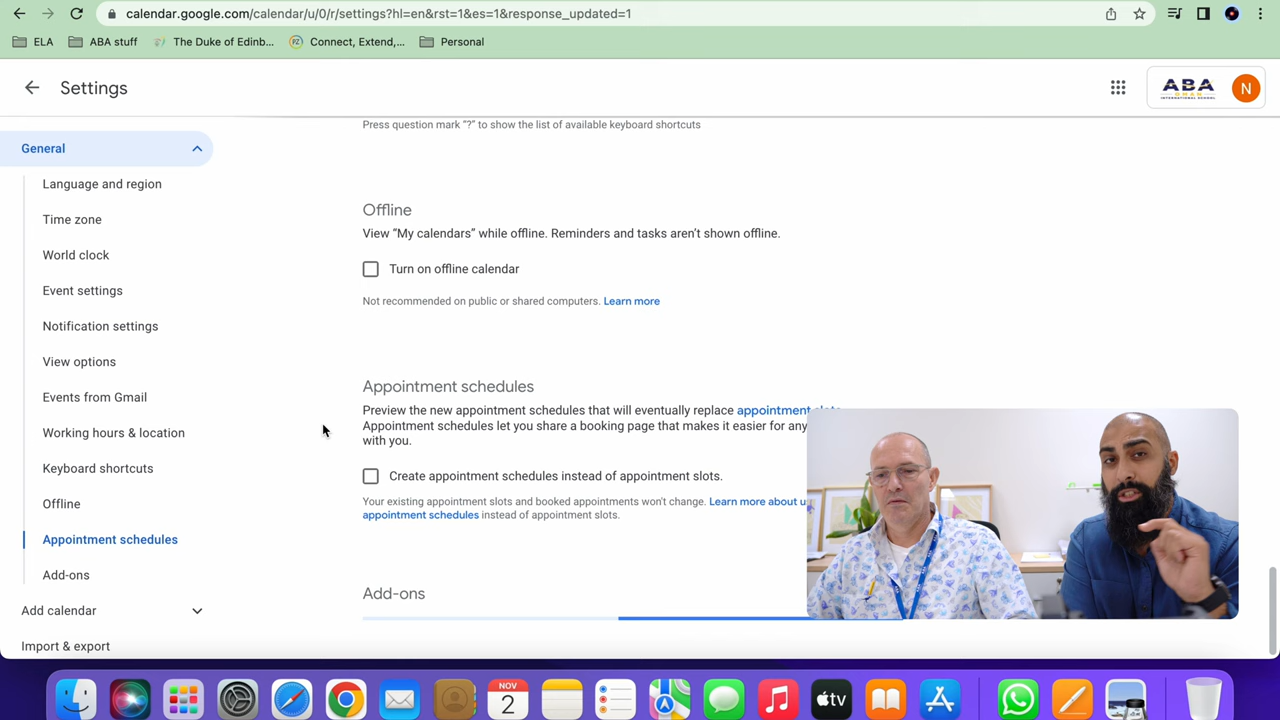 calendar.google.com/calendar/u/0/r/settings?hl=en&rst=1&es=1&response_updated=1
ELA
ABA stuff
The Duke of Edinb...
Connect, Extend,...
Personal
Settings
ABA
N
General
Language and region
Time zone
World clock
Event settings
Notification settings
View options
Events from Gmail
Working hours & location
Keyboard shortcuts
Offline
Appointment schedules
Add-ons
Add calendar
Import & export
Press question mark “?” to show the list of available keyboard shortcuts
Offline
View “My calendars” while offline. Reminders and tasks aren’t shown offline.
Turn on offline calendar
Not recommended on public or shared computers. Learn more
Appointment schedules
Preview the new appointment schedules that will eventually replace appointment
Appointment schedules let you share a booking page that makes it easier for any
with you.
Create appointment schedules instead of appointment slots.
Your existing appointment slots and booked appointments won’t change. Learn more about
appointment schedules instead of appointment slots.
Add-ons
NOV
2
tv